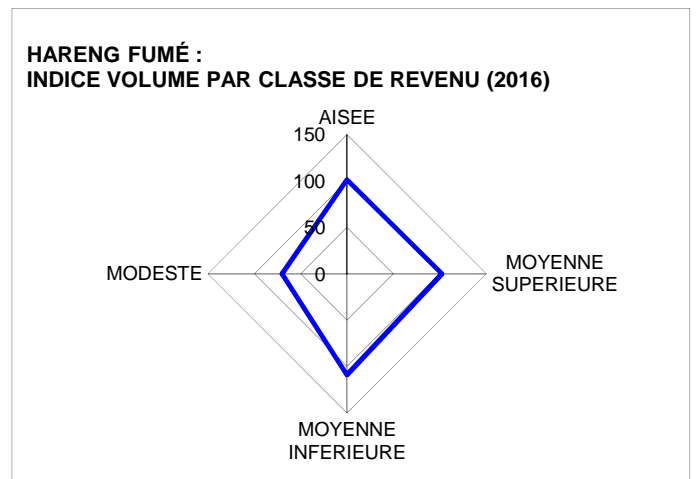 HARENG FUMÉ :
INDICE VOLUME PAR CLASSE DE REVENU (2016)
AISEE
150
100
50
0
MODESTE
MOYENNE
SUPERIEURE
MOYENNE
INFERIEURE